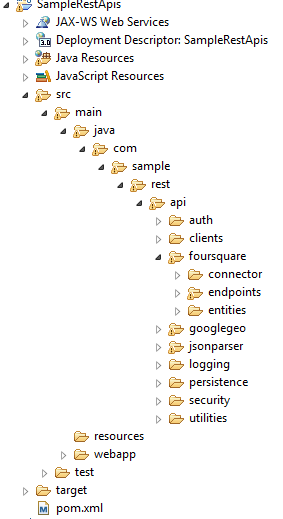 SampleRestApis
JAX-WS Web Services
Deployment Descriptor: SampleRestApis
Java Resources
JavaScript Resources
src
main
java
com
sample
rest
api
auth
clients
foursquare
connector
endpoints
entities
googlegeo
jsonparser
logging
persistence
security
utilities
resources
webapp
test
target
pom.xml